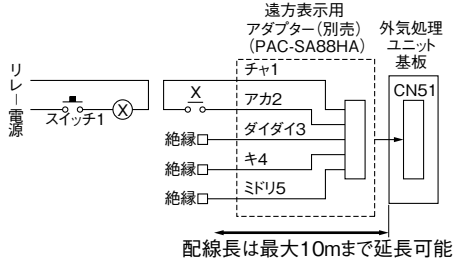 遠方表示用
アダプター(別売)
(PAC-SA88HA)
外気処理
ユニット
基板
リレー電源
スイッチ1
X
X
チャ1
アカ2
ダイダイ3
キ4
ミドリ5
絶縁
絶縁
絶縁
CN51
配線長は最大10mまで延長可能